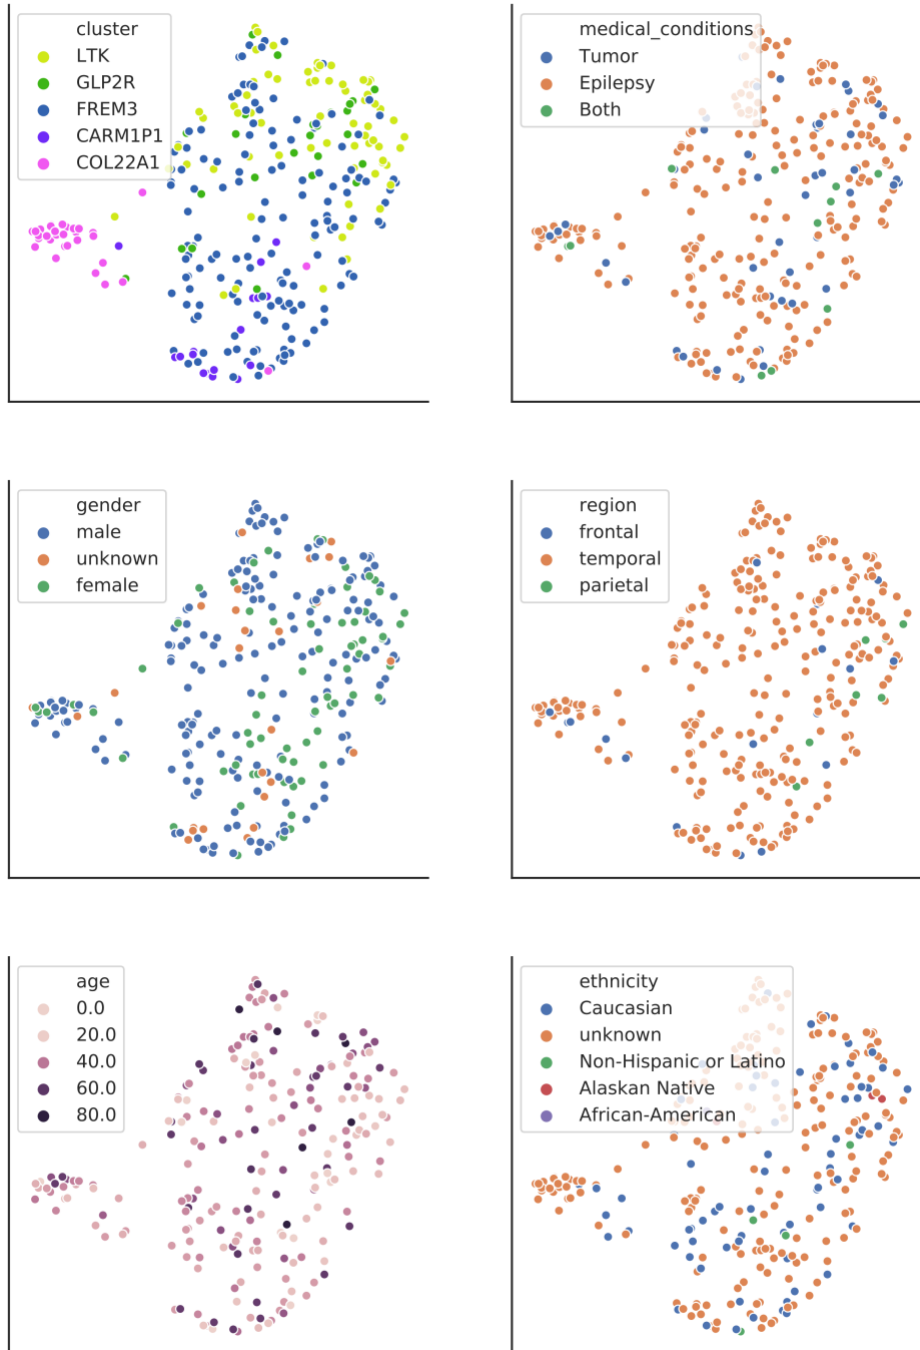 cluster
LTK
GLP2R
FREM3
CARM1P1
COL22A1
medical_conditions
Tumor
Epilepsy
Both
gender
male
unknown
female
region
frontal
temporal
parietal
age
0.0
20.0
40.0
60.0
80.0
ethnicity
Caucasian
unknown
Non-Hispanic or Latino
Alaskan Native
African-American